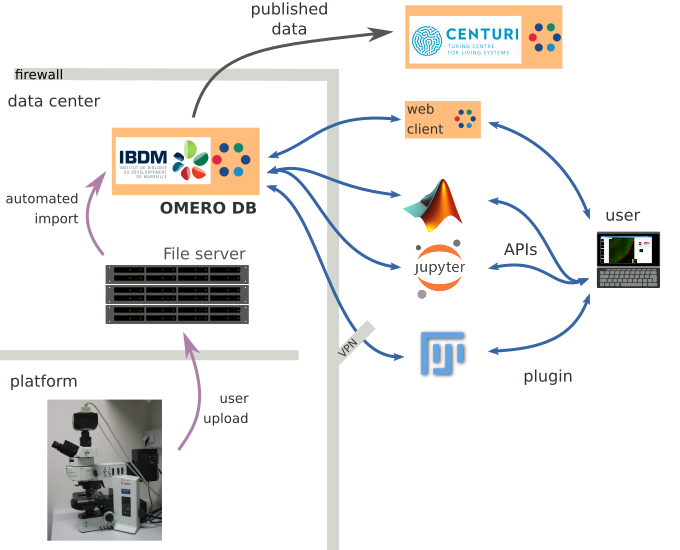 published
data
CENTURI
TURING CENTRE
FOR LIVING SYSTEMS
firewall
data center
web
client
IBDM
INSTITUT DE BIOLOGIE
DU DÉVELOPPEMENT
DE MARSEILLE
automated
import
OMERO DB
user
File server
APIs
jupyter
VPN
platform
plugin
user
upload